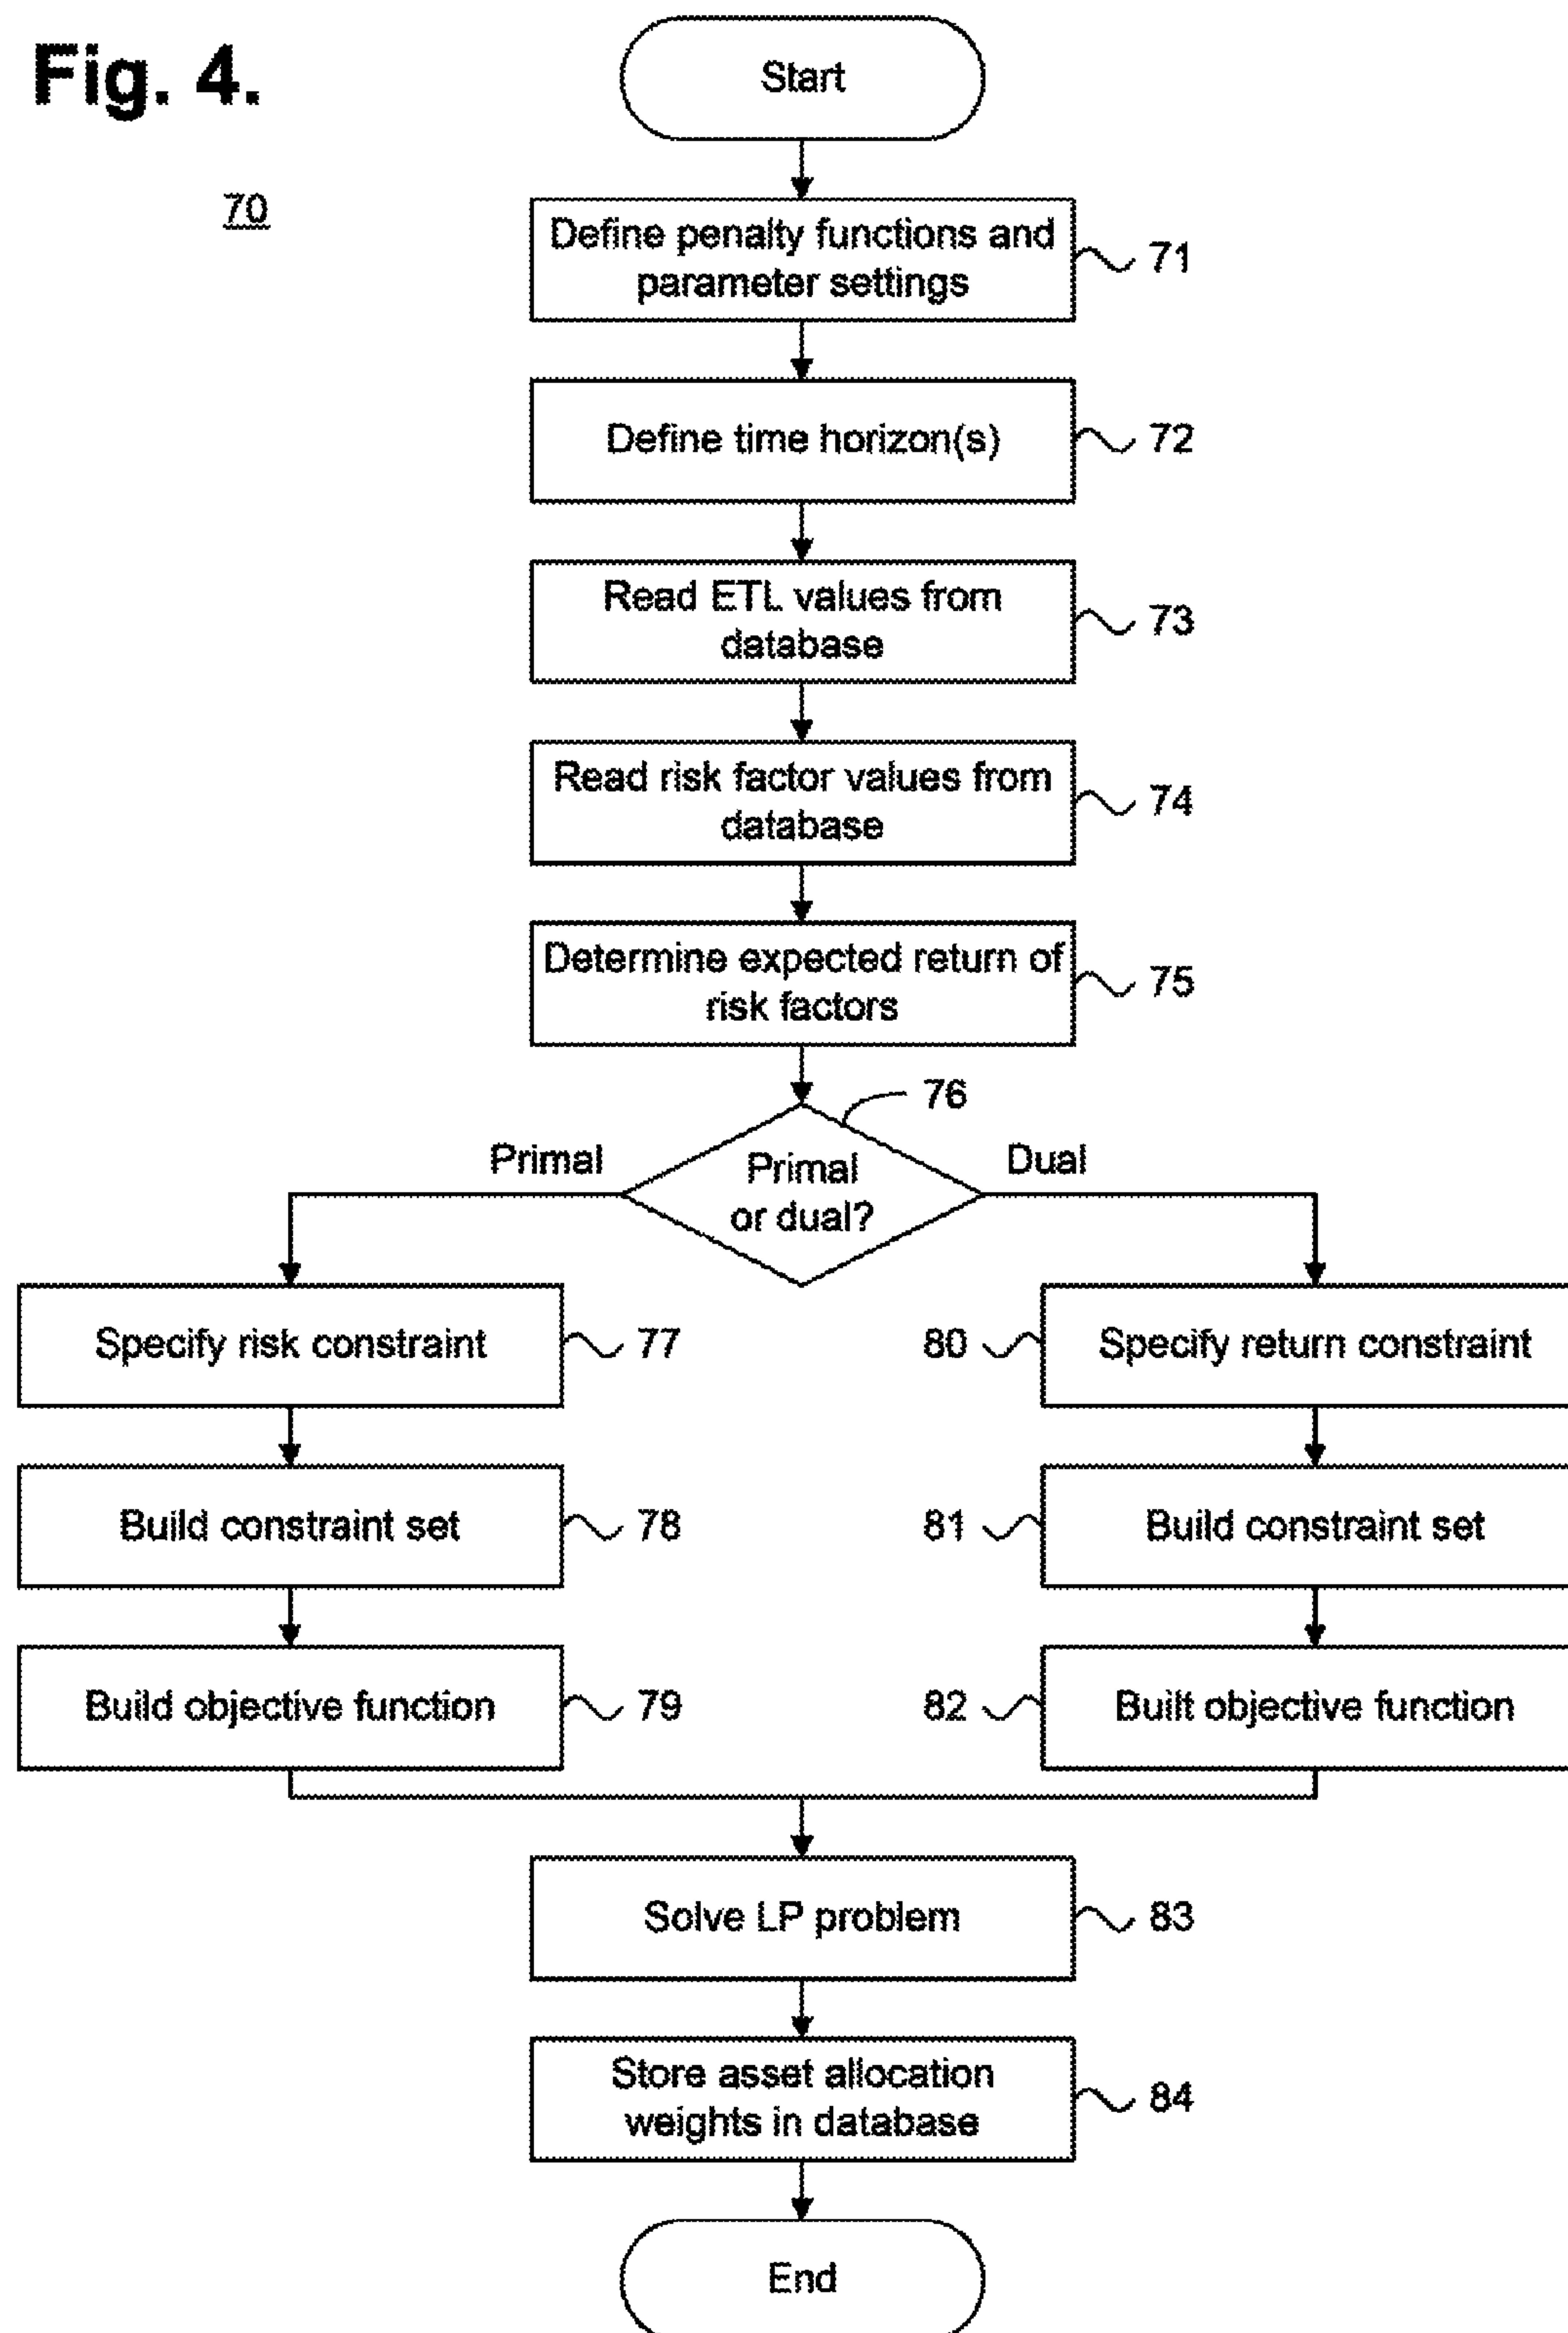 Fig. 4.
Start
70
Define penalty functions and
parameter settings
71
Define time horizon(s)
72
Read ETL values from
database
73
Read risk factor values from
database
74
Determine expected return of
risk factors
75
76
Primal
Primal
or dual?
Dual
Specify risk constraint
77
80
Specify return constraint
Build constraint set
78
81
Build constraint set
Build objective function
79
82
Built objective function
Solve LP problem
83
Store asset allocation
weights in database
84
End